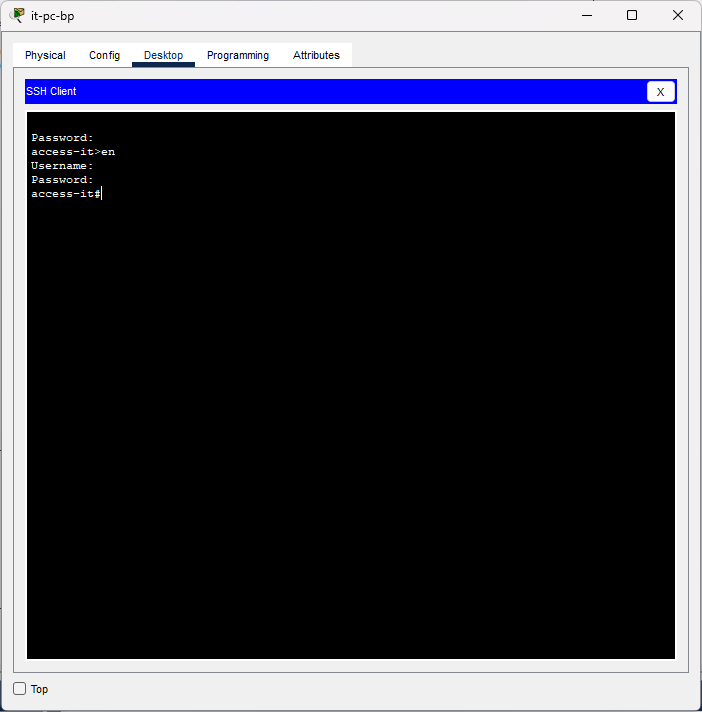 it-pc-bp
Physical Config Desktop Programming Attributes
SSH Client
X
Password:
access-it>en
Username:
Password:
access-it#
Top